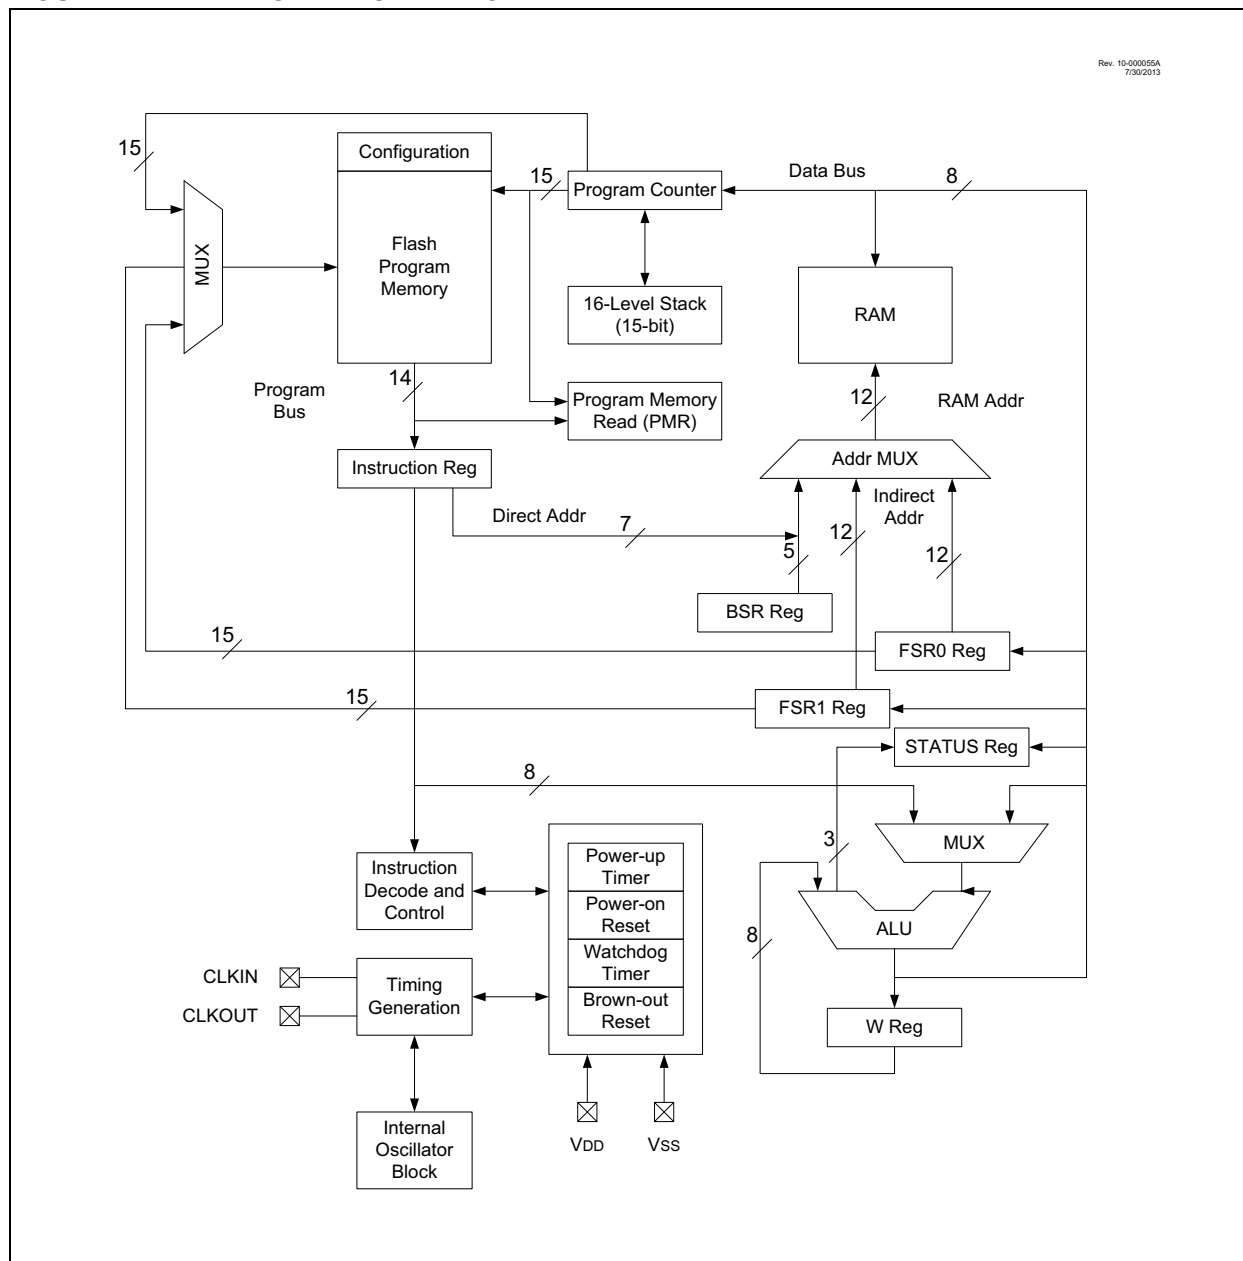 Rev. 10-000055A
7/30/2013
15
Configuration
15
Program Counter
Data Bus
8
MUX
Flash
Program
Memory
16-Level Stack
(15-bit)
RAM
Program
Bus
14
Program Memory
Read (PMR)
12
RAM Addr
Instruction Reg
Addr MUX
Direct Addr
7
Indirect
Addr
5
12
12
BSR Reg
15
FSR0 Reg
15
FSR1 Reg
STATUS Reg
8
3
MUX
Instruction
Decode and
Control
Power-up
Timer
Power-on
Reset
Watchdog
Timer
Brown-out
Reset
8
ALU
CLKIN
CLKOUT
Timing
Generation
W Reg
Internal
Oscillator
Block
VDD
VSS